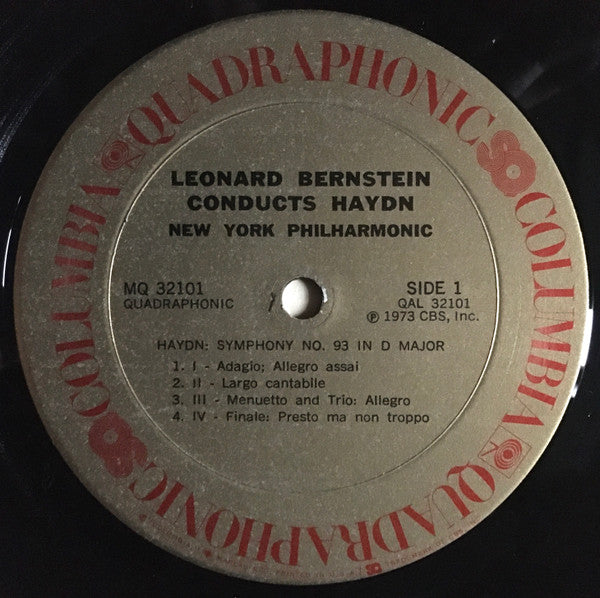 COLUMBIA QUADRAPHONIC SQ COLUMBIA QUADRAPHONIC SQ
LEONARD BERNSTEIN
CONDUCTS HAYDN
NEW YORK PHILHARMONIC
MQ 32101
QUADRAPHONIC
SIDE 1
QAL 32101
℗ 1973 CBS, Inc.
HAYDN: SYMPHONY NO. 93 IN D MAJOR
1. I - Adagio; Allegro assai
2. II - Largo cantabile
3. III - Menuetto and Trio: Allegro
4. IV - Finale: Presto ma non troppo